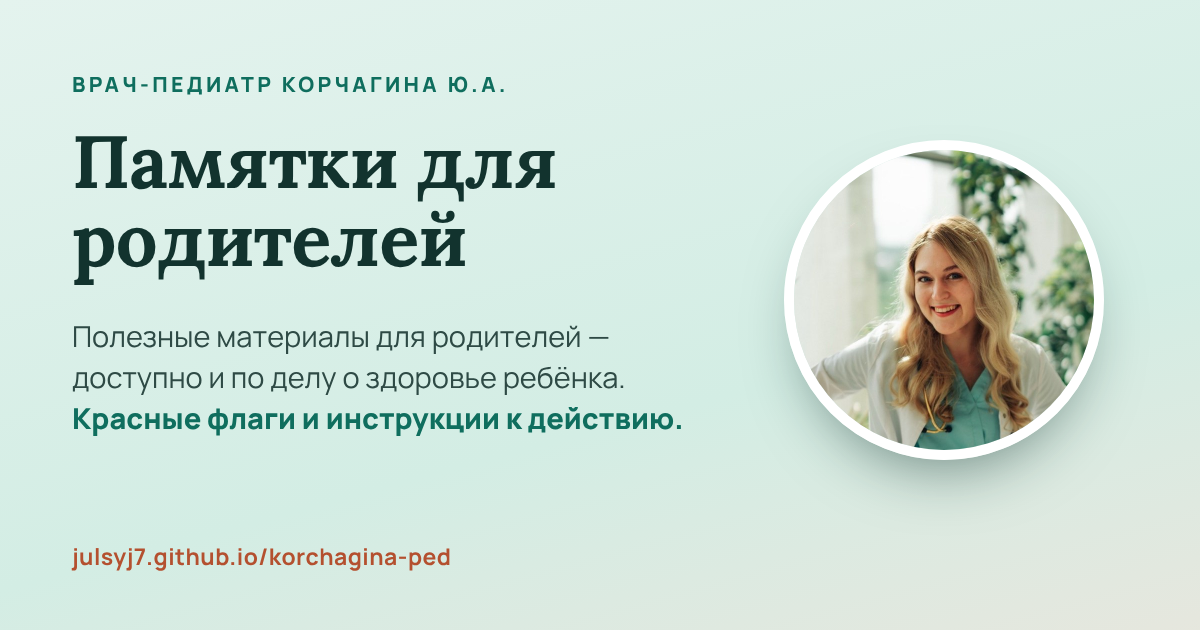 ВРАЧ-ПЕДИАТР КОРЧАГИНА Ю.А.
Памятки для
родителей
Полезные материалы для родителей —
доступно и по делу о здоровье ребёнка.
Красные флаги и инструкции к действию.
julsyj7.github.io/korchagina-ped